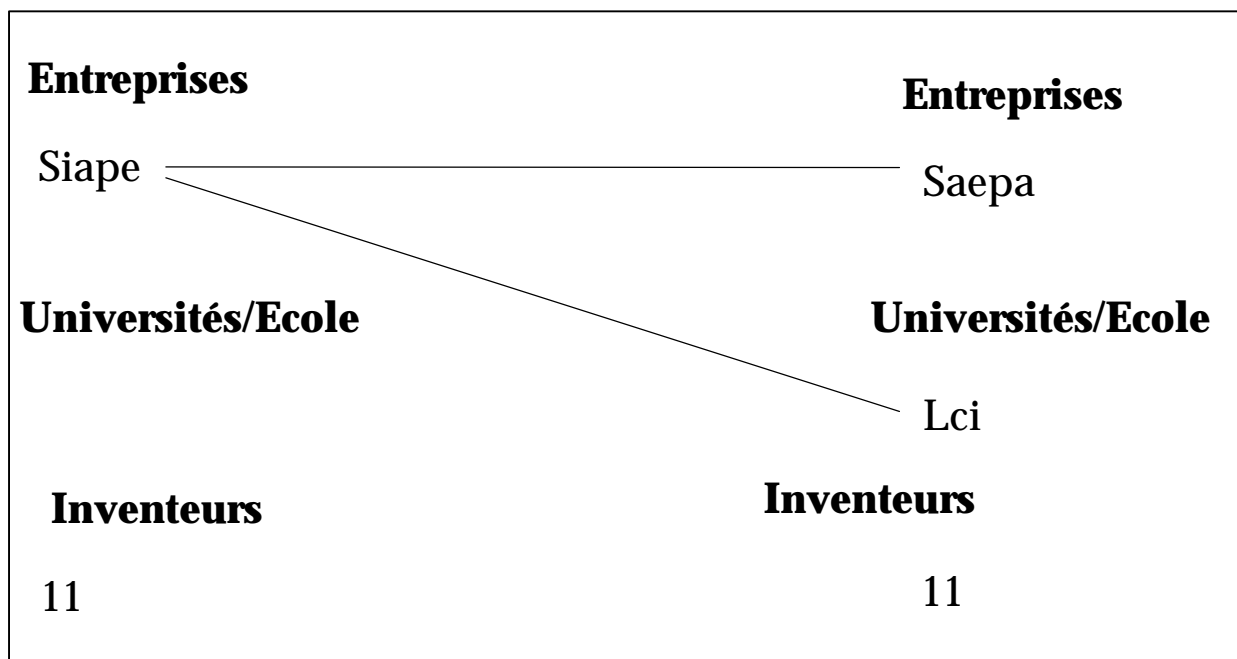 Entreprises
Entreprises
Siape
Saepa
Universités/Ecole
Universités/Ecole
Lci
Inventeurs
Inventeurs
11
11